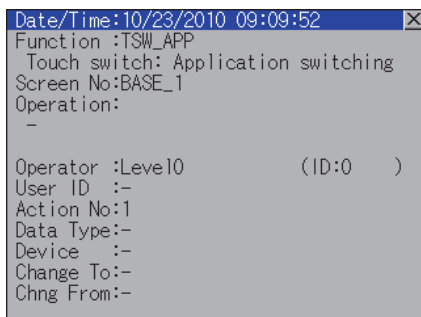 Date/Time:10/23/2010 09:09:52
Function :TSW_APP
Touch switch: Application switching
Screen No:BASE_1
Operation:
-
Operator :Level0 (ID:0 )
User ID :-
Action No:1
Data Type:-
Device :-
Change To:-
Chng From:-